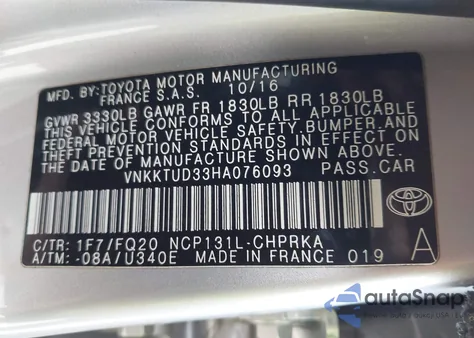 MFD. BY: TOYOTA MOTOR MANUFACTURING
FRANCE S.A.S. 10/16
GVWR 3330LB GAWR FR 1830LB RR 1830LB
THIS VEHICLE CONFORMS TO ALL APPLICABLE
FEDERAL MOTOR VEHICLE SAFETY, BUMPER AND
THEFT PREVENTION STANDARDS IN EFFECT ON
THE DATE OF MANUFACTURE SHOWN ABOVE.
VNKKTUD33HA076093 PASS.CAR
TOYOTA
C/TR: 1F7/FQ20 NCP131L-CHPRKA A
A/TM: -08A/U340E MADE IN FRANCE 019
autoSnap